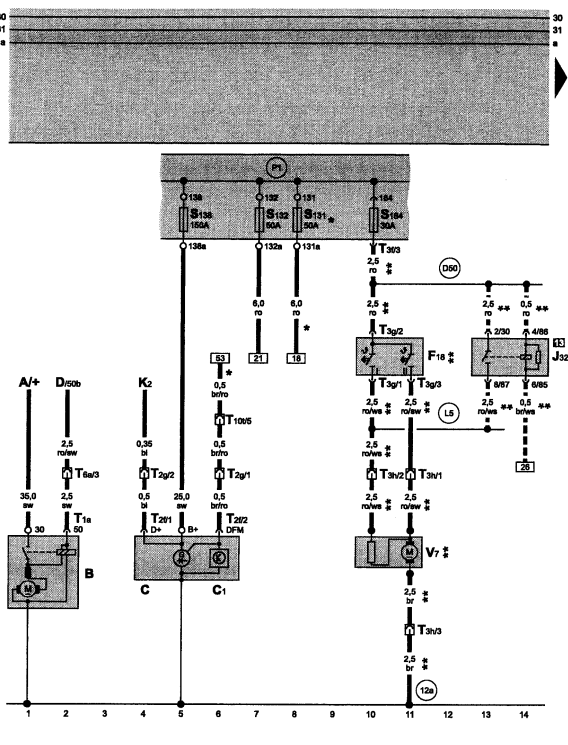 30 30
31 31
a a
P1
138 132 131 184
S138 S132 S131 * S184
150A 50A 50A 30A
138a 132a 131a T3f/3
2,5
ro **
D50
2,5 2,5 0,5
ro ** ro ** ro **
6,0 6,0
ro ro
*
T3g/2 2/30 4/86 13
F18 ** J32
53 21 18
*
T3g/1 T3g/3 8/87 6/85
A/+ D/50b K2
0,5
br/ro
2,5 2,5 2,5 0,5
ro/ws ** ro/sw ** ro/ws ** br/ws **
L5
T10t/5
2,5 0,35 0,5 2,5
ro/sw bl br/ro ro/ws **
26
T6a/3 T2g/2 T2g/1 T3h/2 T3h/1
35,0 2,5 0,5 25,0 0,5 2,5 2,5
sw sw bl sw br/ro ro/ws ** ro/sw **
T1a T2f/1 T2f/2
30 50 D+ B+ DFM
M B G M V7 **
C C1
2,5
br **
T3h/3
2,5
br **
12a
1 2 3 4 5 6 7 8 9 10 11 12 13 14